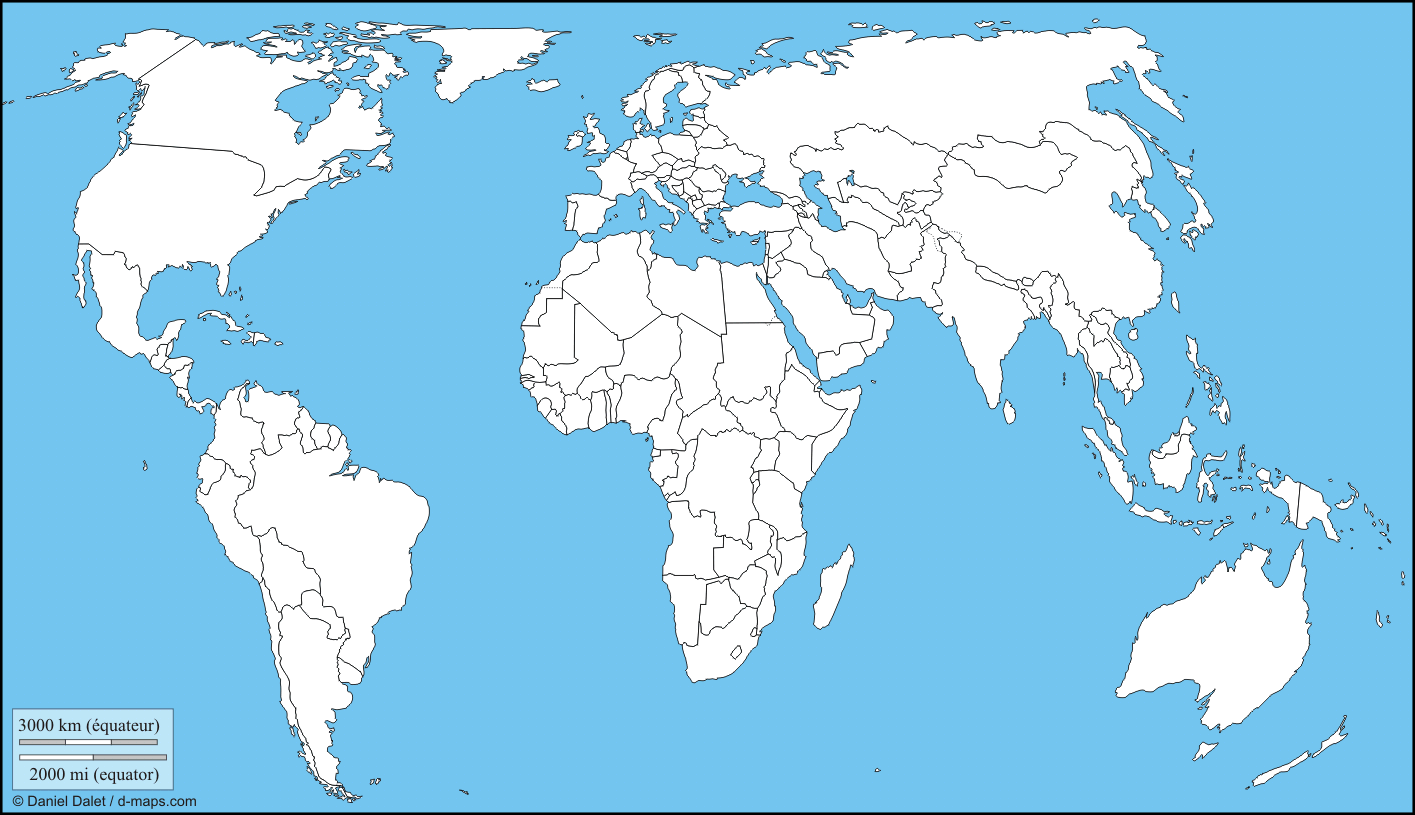 3000 km (équateur)
2000 mi (equator)
© Daniel Dalet / d-maps.com